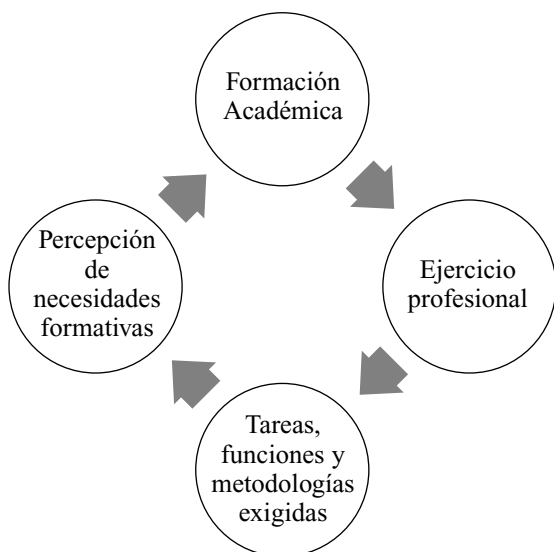 Formación
Académica
Ejercicio
profesional
Tareas,
funciones y
metodologías
exigidas
Percepción
de
necesidades
formativas